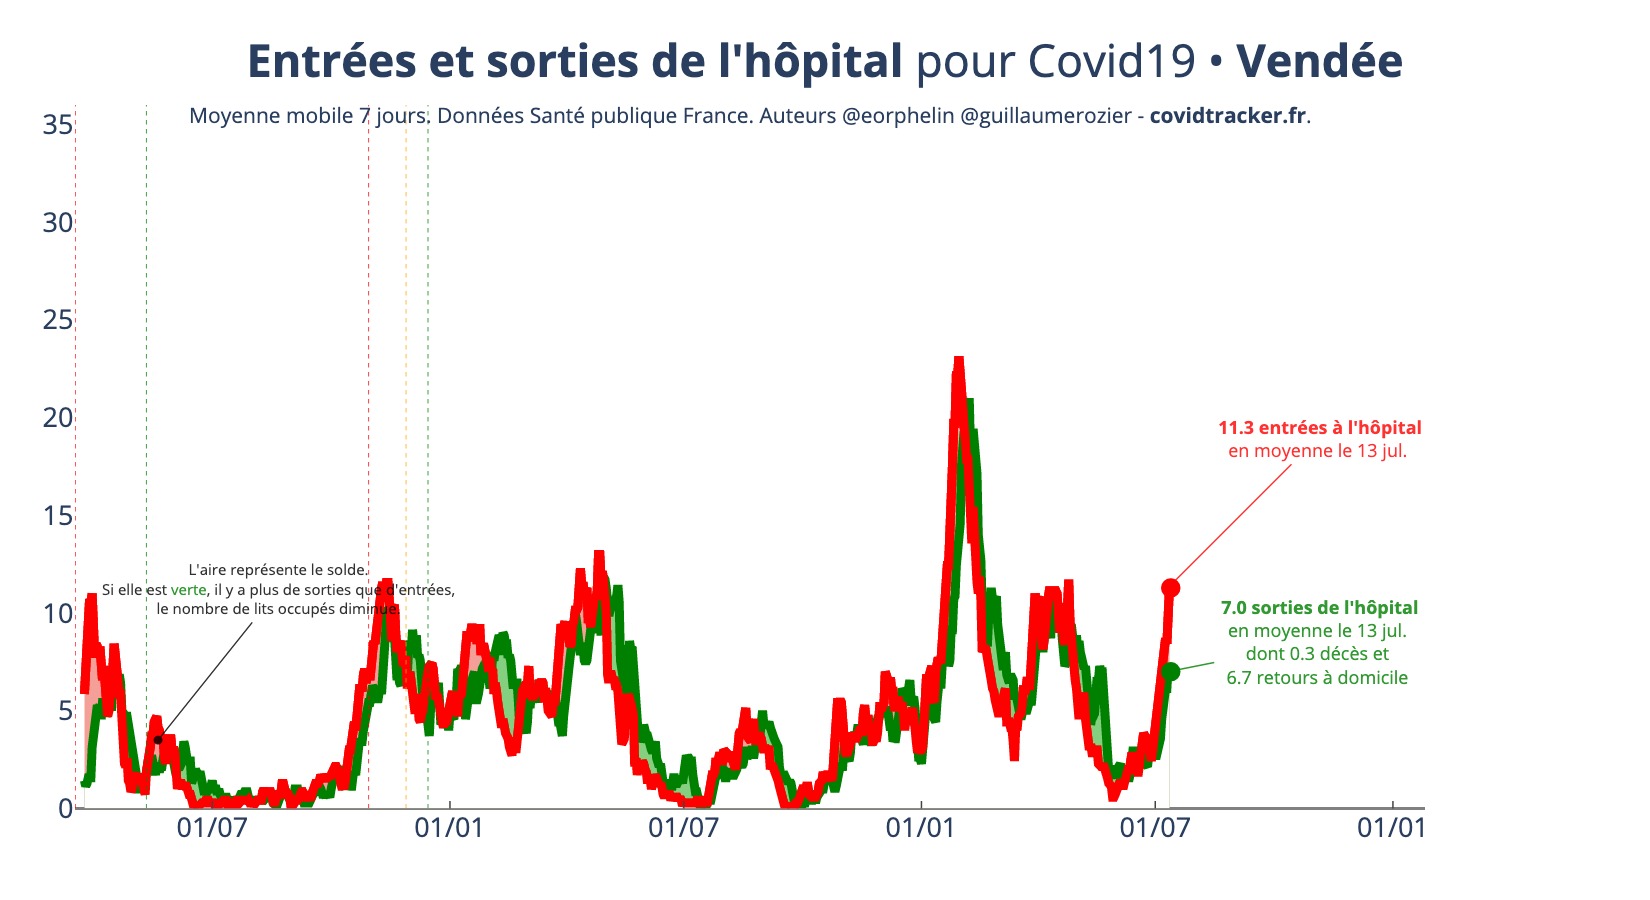 Entrées et sorties de l'hôpital pour Covid19 • Vendée
Moyenne mobile 7 jours. Données Santé publique France. Auteurs @eorphelin @guillaumerozier - covidtracker.fr.
35
30
25
20
15
10
5
0
L'aire représente le solde.
Si elle est verte, il y a plus de sorties que d'entrées,
le nombre de lits occupés diminue.
11.3 entrées à l'hôpital
en moyenne le 13 jul.
7.0 sorties de l'hôpital
en moyenne le 13 jul.
dont 0.3 décès et
6.7 retours à domicile
01/07
01/01
01/07
01/01
01/07
01/01